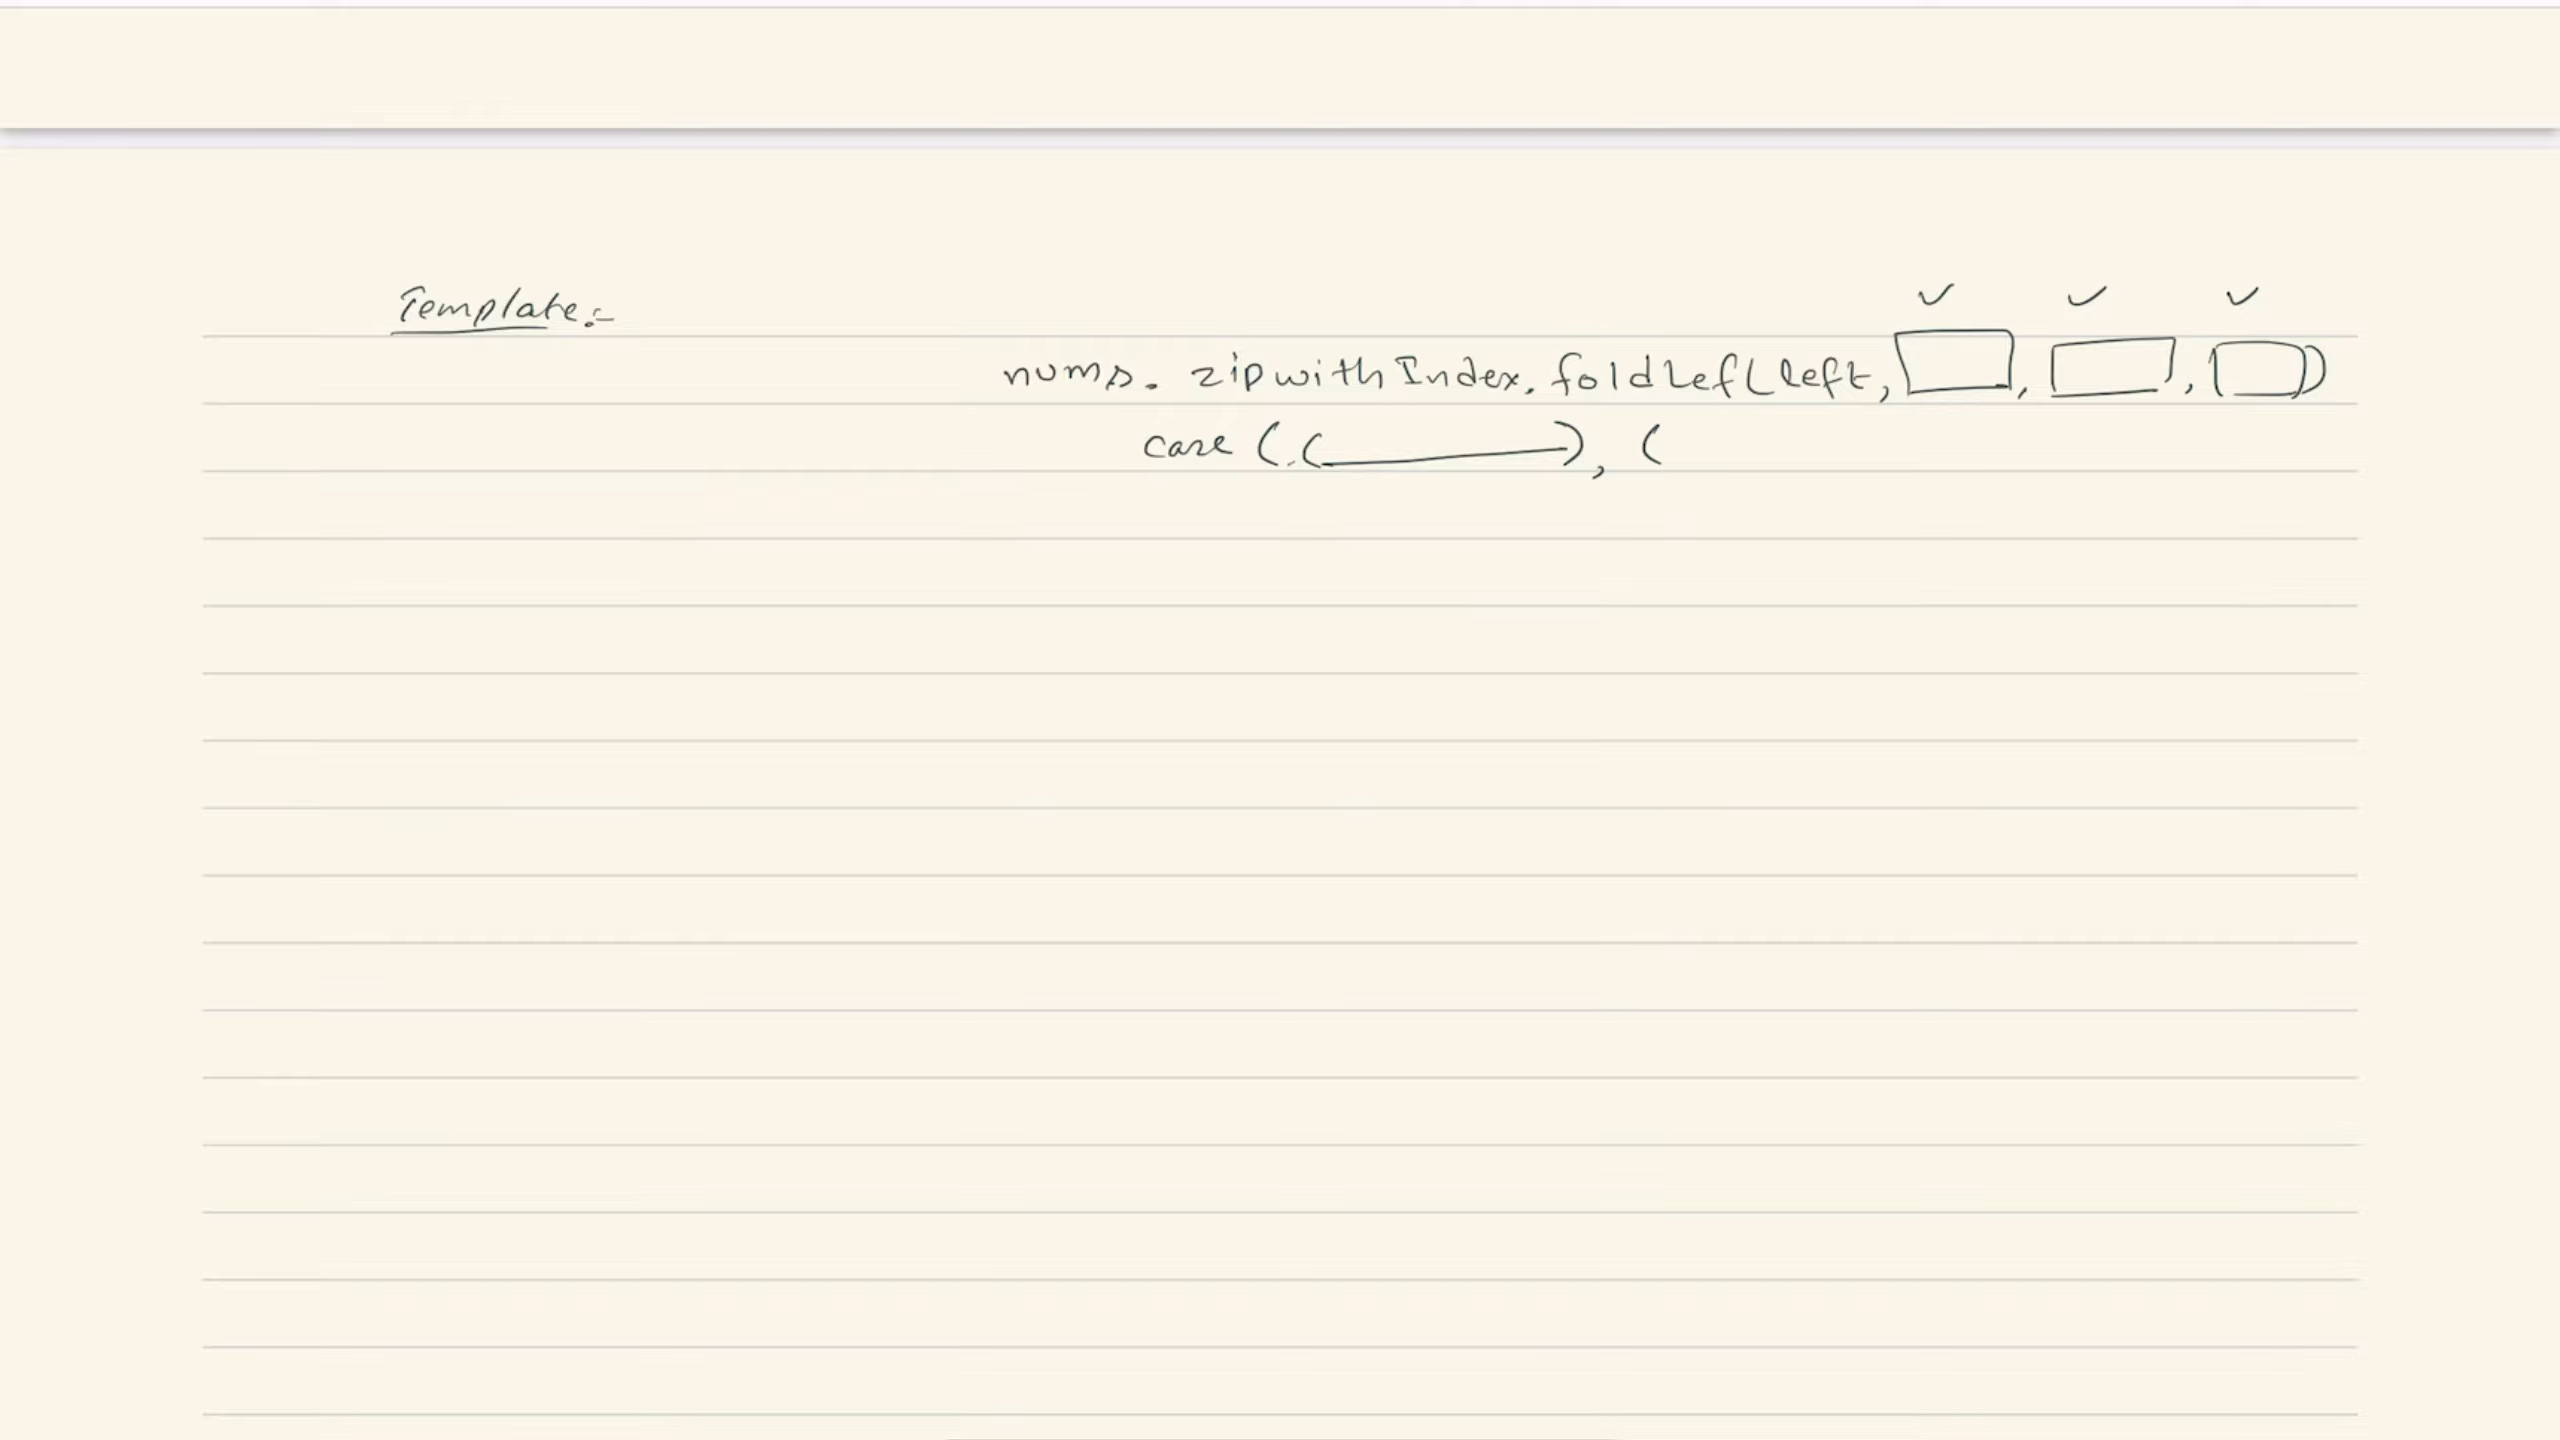 Template:-
nums. zipwithIndex. foldLef(left, , , )
case ((          ), (